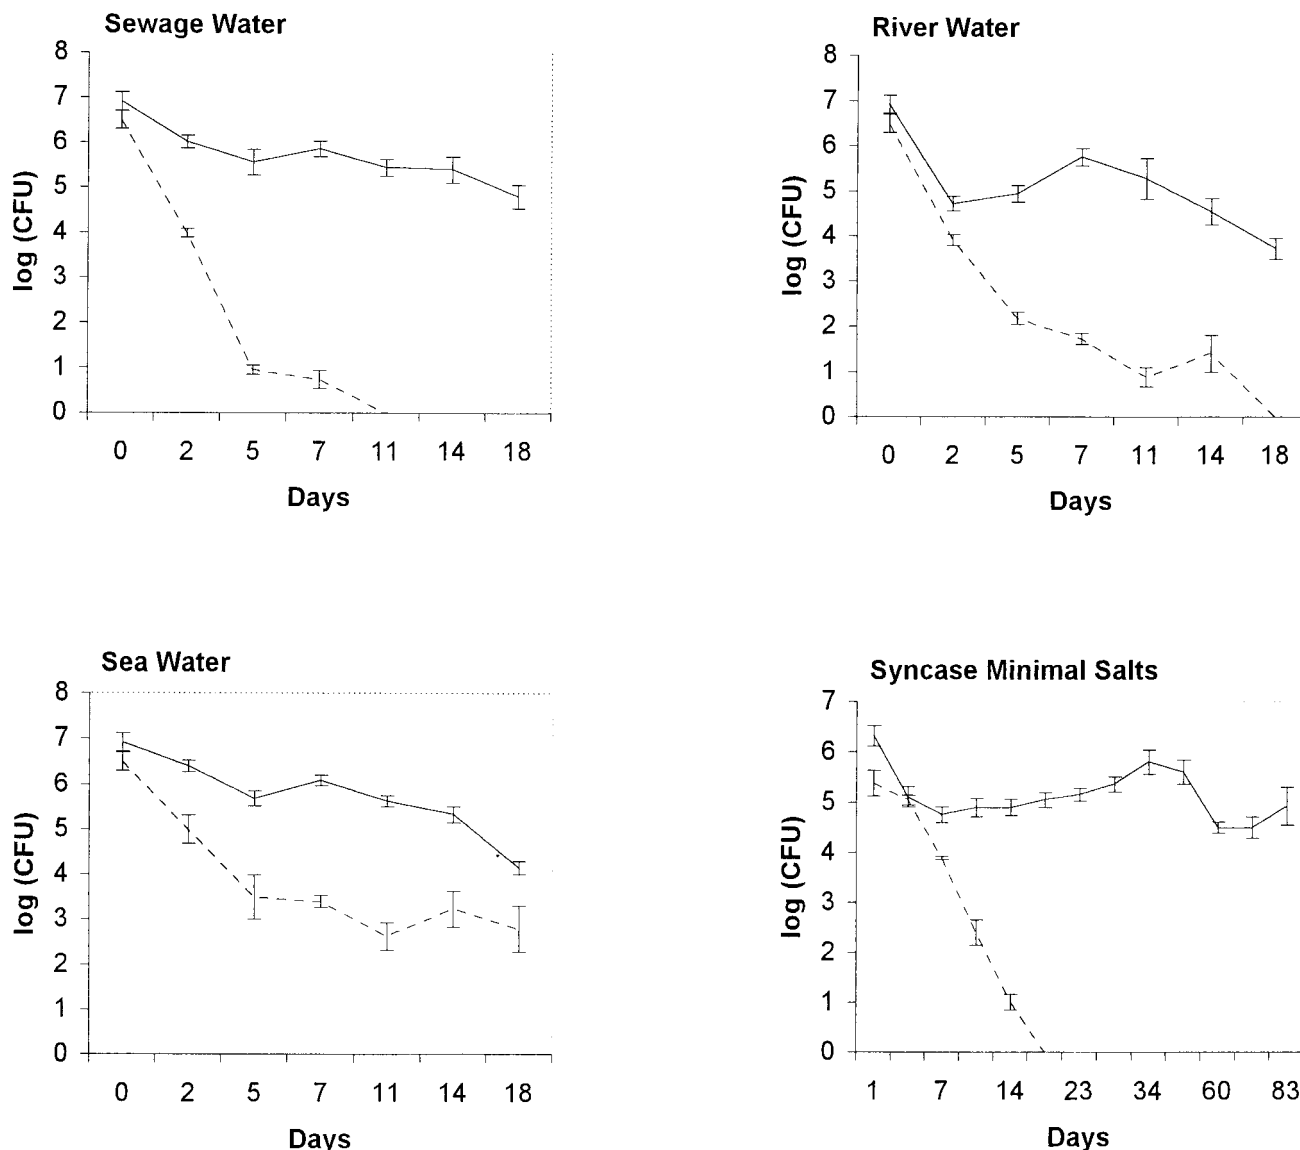 Sewage Water
8
7
6
5
4
3
2
1
0
log (CFU)
0 2 5 7 11 14 18
Days
River Water
8
7
6
5
4
3
2
1
0
log (CFU)
0 2 5 7 11 14 18
Days
Sea Water
8
7
6
5
4
3
2
1
0
log (CFU)
0 2 5 7 11 14 18
Days
Syncase Minimal Salts
7
6
5
4
3
2
1
0
log (CFU)
1 7 14 23 34 60 83
Days